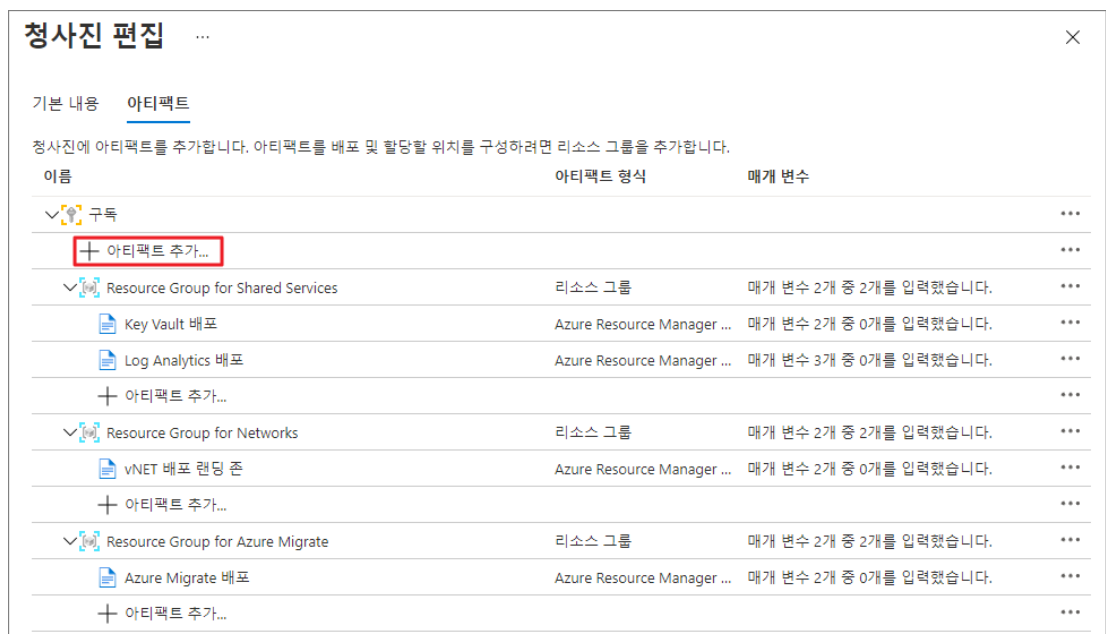 청사진 편집 ...
기본 내용 아티팩트
청사진에 아티팩트를 추가합니다. 아티팩트를 배포 및 할당할 위치를 구성하려면 리소스 그룹을 추가합니다.
이름 아티팩트 형식 매개 변수
구독
아티팩트 추가...
Resource Group for Shared Services 리소스 그룹 매개 변수 2개 중 2개를 입력했습니다.
Key Vault 배포 Azure Resource Manager ... 매개 변수 2개 중 0개를 입력했습니다.
Log Analytics 배포 Azure Resource Manager ... 매개 변수 3개 중 0개를 입력했습니다.
아티팩트 추가...
Resource Group for Networks 리소스 그룹 매개 변수 2개 중 2개를 입력했습니다.
vNET 배포 랜딩 존 Azure Resource Manager ... 매개 변수 2개 중 0개를 입력했습니다.
아티팩트 추가...
Resource Group for Azure Migrate 리소스 그룹 매개 변수 2개 중 2개를 입력했습니다.
Azure Migrate 배포 Azure Resource Manager ... 매개 변수 2개 중 0개를 입력했습니다.
아티팩트 추가...